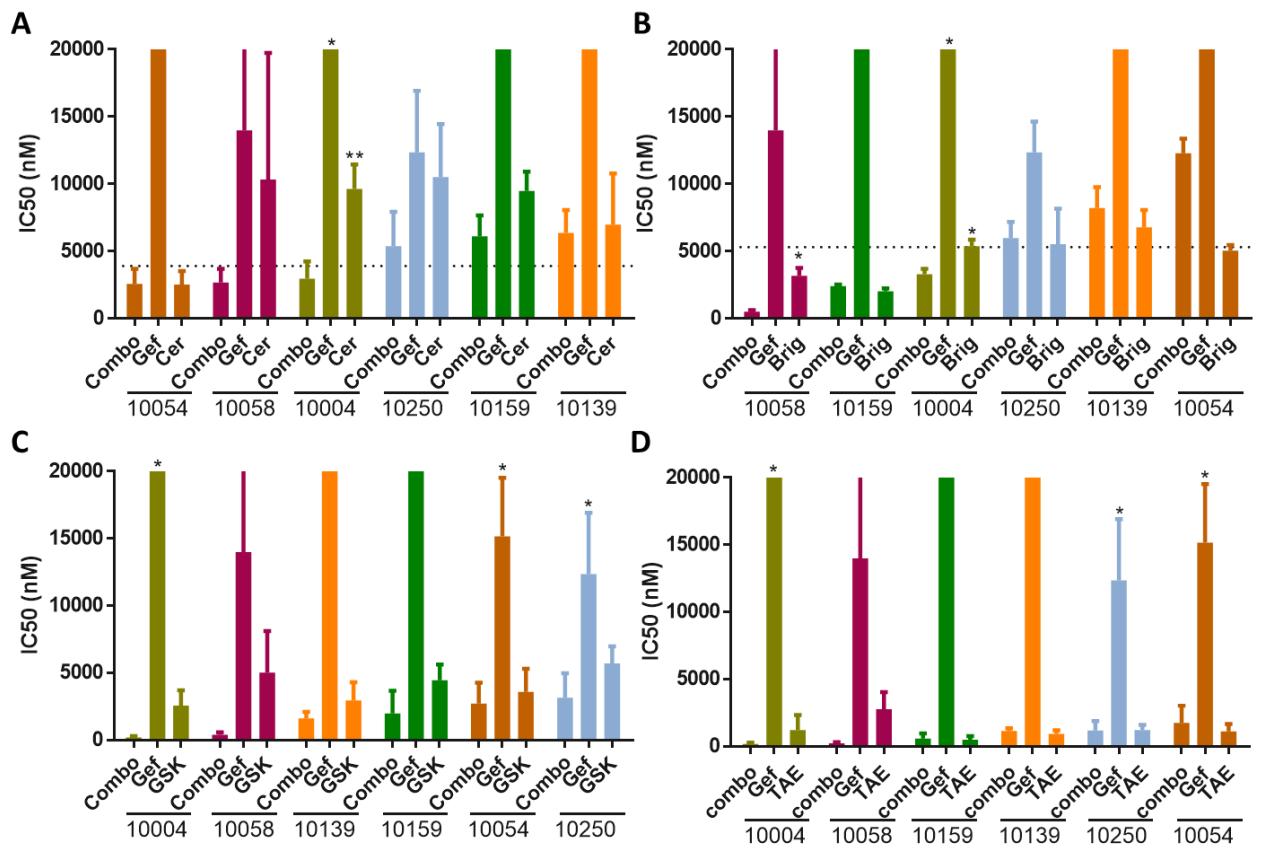 A
IC50 (nM)
20000
15000
10000
5000
0
*
**
Combo Gef Cer Combo Gef Cer Combo Gef Cer Combo Gef Cer Combo Gef Cer Combo Gef Cer
10054 10058 10004 10250 10159 10139
B
IC50 (nM)
20000
15000
10000
5000
0
*
*
*
Combo Gef Brig Combo Gef Brig Combo Gef Brig Combo Gef Brig Combo Gef Brig Combo Gef Brig
10058 10159 10004 10250 10139 10054
C
IC50 (nM)
20000
15000
10000
5000
0
*
*
*
Combo Gef GSK Combo Gef GSK Combo Gef GSK Combo Gef GSK Combo Gef GSK Combo Gef GSK
10004 10058 10139 10159 10054 10250
D
IC50 (nM)
20000
15000
10000
5000
0
*
*
*
combo Gef TAE combo Gef TAE combo Gef TAE combo Gef TAE combo Gef TAE combo Gef TAE
10004 10058 10159 10139 10250 10054